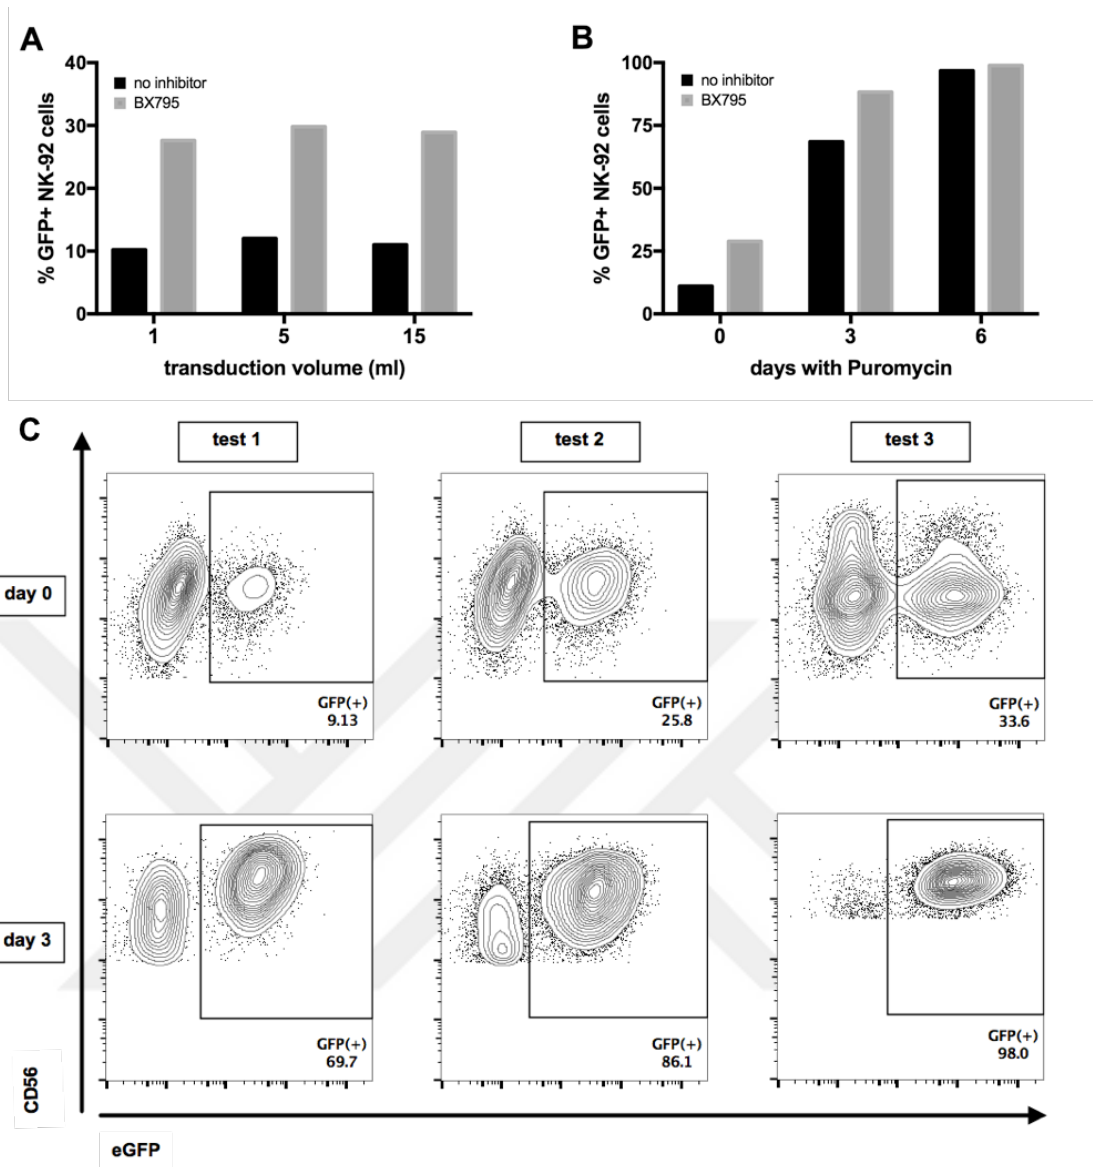 A
40
30
20
10
0
% GFP+ NK-92 cells
no inhibitor
BX795
1 5 15
transduction volume (ml)
B
100
75
50
25
0
% GFP+ NK-92 cells
no inhibitor
BX795
0 3 6
days with Puromycin
C
test 1 test 2 test 3
day 0
GFP(+)
9.13
GFP(+)
25.8
GFP(+)
33.6
day 3
GFP(+)
69.7
GFP(+)
86.1
GFP(+)
98.0
CD56
eGFP